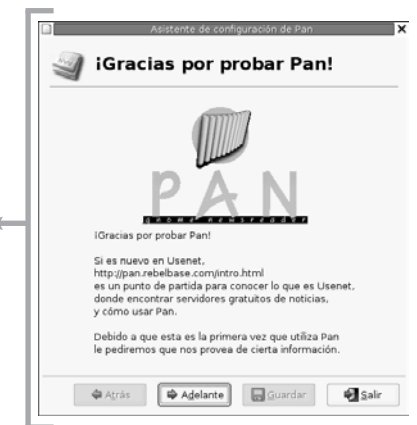 Asistente de configuración de Pan
¡Gracias por probar Pan!
PAN
gnome newsreader
¡Gracias por probar Pan!
Si es nuevo en Usenet,
http://pan.rebelbase.com/intro.html
es un punto de partida para conocer lo que es Usenet,
donde encontrar servidores gratuitos de noticias,
y cómo usar Pan.
Debido a que esta es la primera vez que utiliza Pan
le pediremos que nos provea de cierta información.
Atrás Adelante Guardar Salir